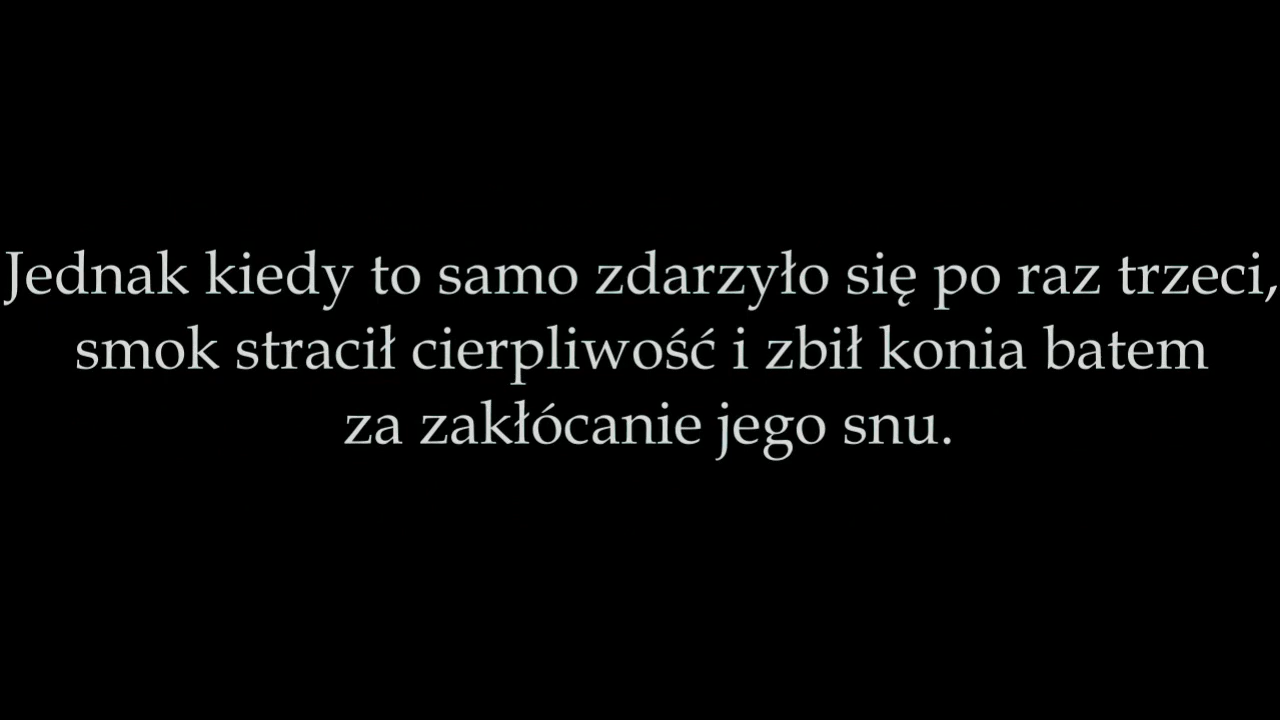 Jednak kiedy to samo zdarzyło się po raz trzeci,
smok stracił cierpliwość i zbił konia batem
za zakłócanie jego snu.